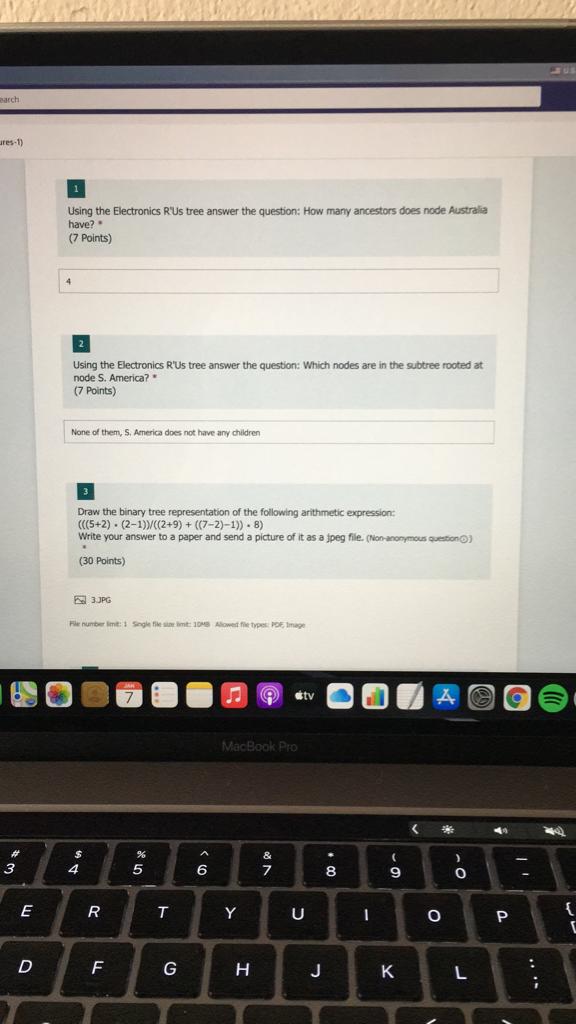 U.S
earch
ures-1)
1
Using the Electronics R'Us tree answer the question: How many ancestors does node Australia
have? *
(7 Points)
4
2
Using the Electronics R'Us tree answer the question: Which nodes are in the subtree rooted at
node S. America? *
(7 Points)
None of them, S. America does not have any children
3
Draw the binary tree representation of the following arithmetic expression:
(((5+2) * (2−1))/((2+9) + ((7−2)−1)) * 8)
Write your answer to a paper and send a picture of it as a jpeg file. (Non-anonymous question)
*
(30 Points)
3.JPG
File number limit: 1 Single file size limit: 10MB Allowed file types: PDF, Image
JAN
7
tv
MacBook Pro
# $ % ^ & * ( ) —
3 4 5 6 7 8 9 0 -
E R T Y U I O P { [
D F G H J K L : ;
< >